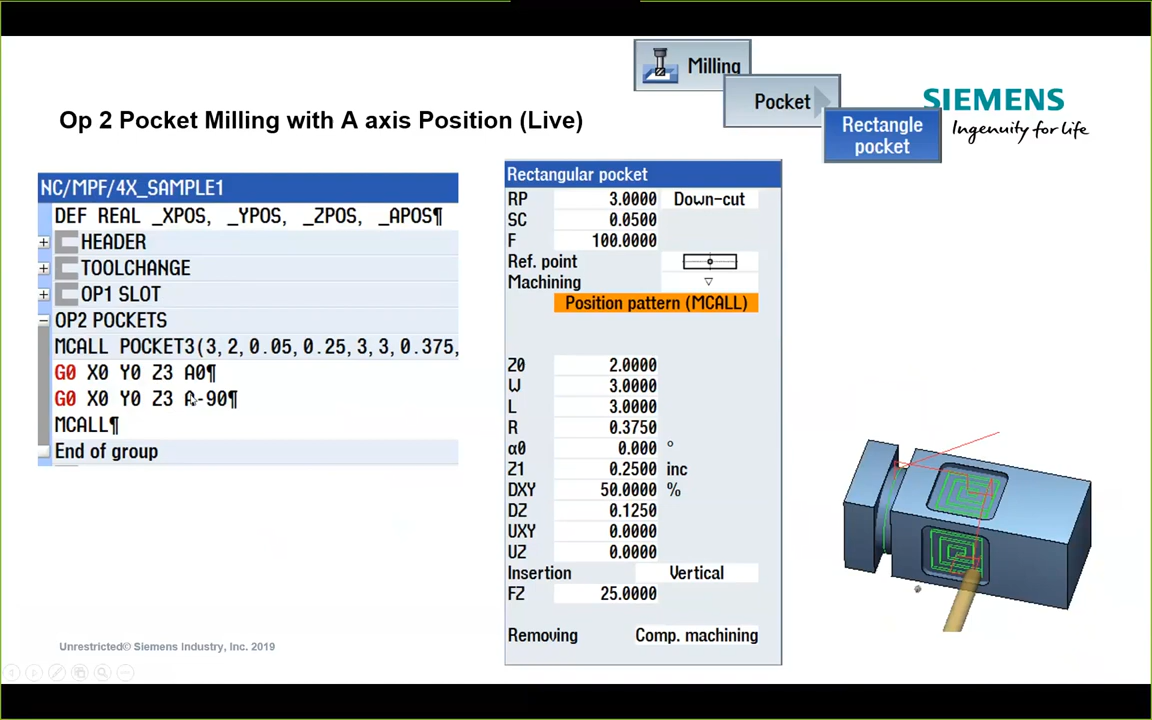 Milling
Pocket
Rectangle
pocket
SIEMENS
Ingenuity for life
Op 2 Pocket Milling with A axis Position (Live)
NC/MPF/4X_SAMPLE1
DEF REAL _XPOS, _YPOS, _ZPOS, _APOS¶
HEADER
TOOLCHANGE
OP1 SLOT
OP2 POCKETS
MCALL POCKET3(3,2,0.05,0.25,3,3,0.375,
G0 X0 Y0 Z3 A0¶
G0 X0 Y0 Z3 A-90¶
MCALL¶
End of group
Rectangular pocket
RP 3.0000 Down-cut
SC 0.0500
F 100.0000
Ref. point
Machining ▽
Position pattern (MCALL)
Z0 2.0000
W 3.0000
L 3.0000
R 0.3750
α0 0.000 °
Z1 0.2500 inc
DXY 50.0000 %
DZ 0.1250
UXY 0.0000
UZ 0.0000
Insertion Vertical
FZ 25.0000
Removing Comp. machining
Unrestricted© Siemens Industry, Inc. 2019